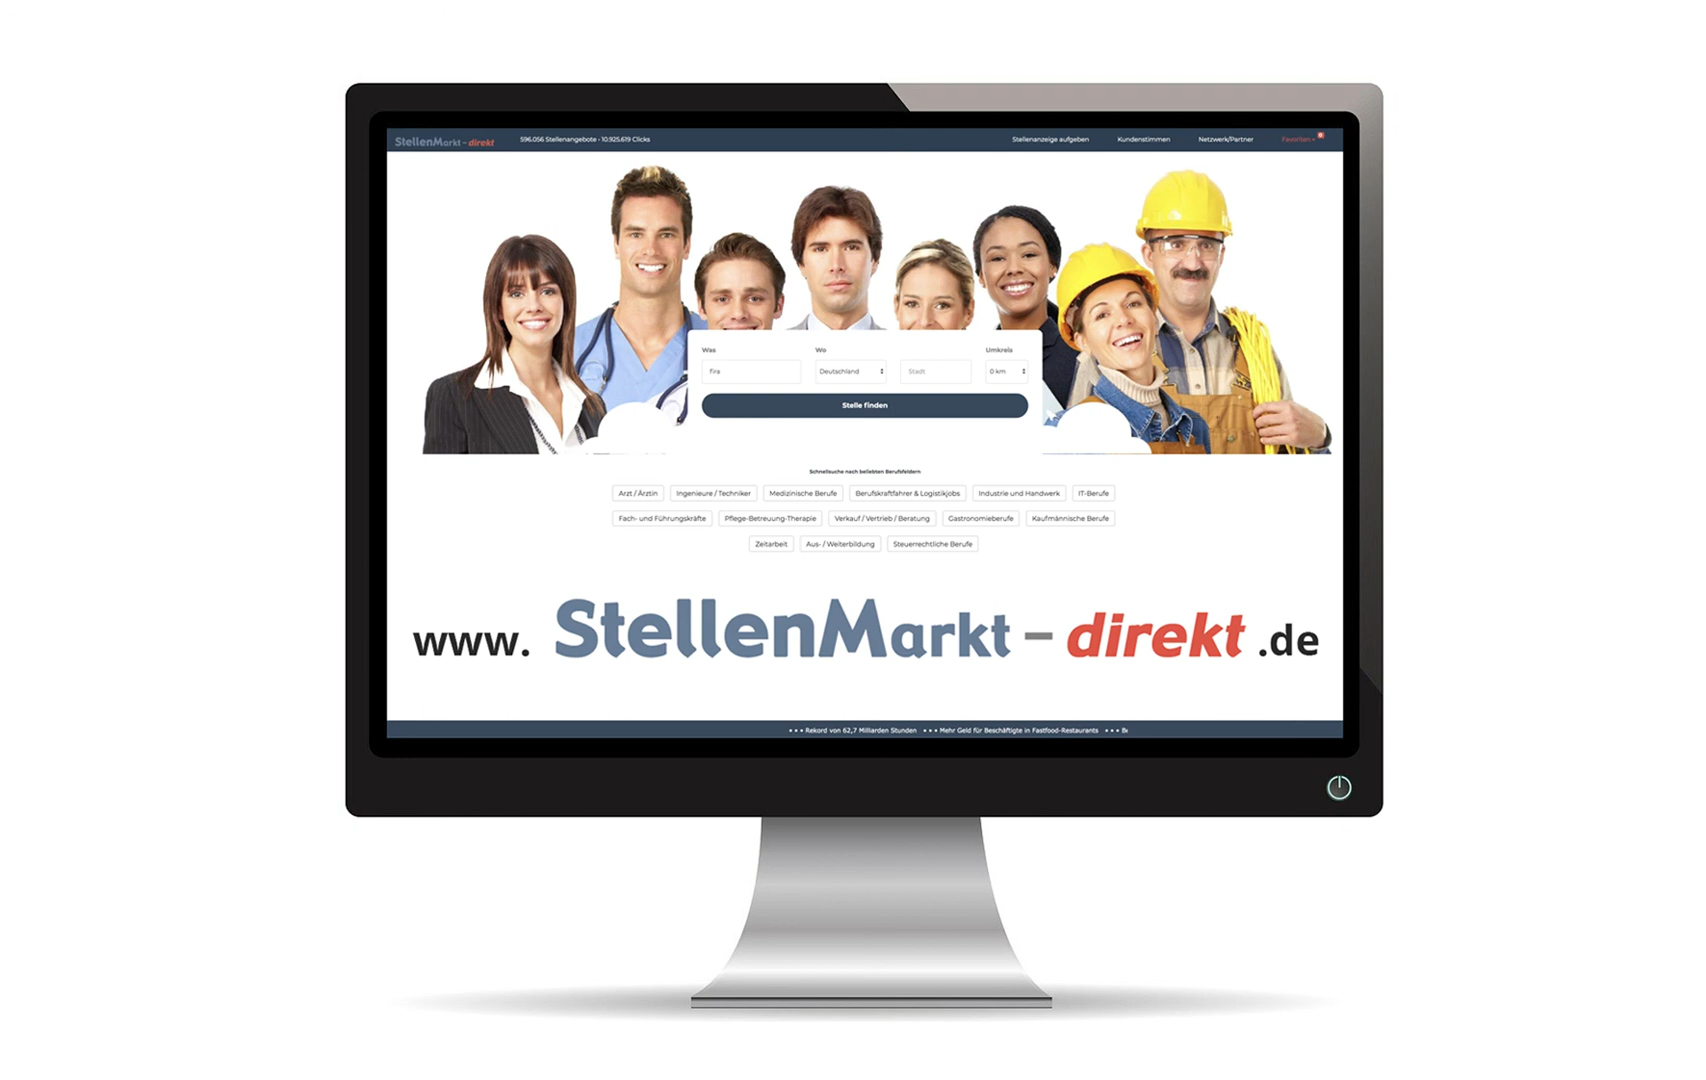 StellenMarkt-direkt 596.056 Stellenangebote • 10.925.619 Clicks Stellenanzeige aufgeben Kundenstimmen Netzwerk/Partner Favoriten
Was Wo Umkreis
fira Deutschland Stadt 0 km
Stelle finden
Schnellsuche nach beliebten Berufsfeldern
Arzt / Ärztin Ingenieure / Techniker Medizinische Berufe Berufskraftfahrer & Logistikjobs Industrie und Handwerk IT-Berufe
Fach- und Führungskräfte Pflege-Betreuung-Therapie Verkauf / Vertrieb / Beratung Gastronomieberufe Kaufmännische Berufe
Zeitarbeit Aus- / Weiterbildung Steuerrechtliche Berufe
www. StellenMarkt-direkt .de
• • • Rekord von 62,7 Milliarden Stunden • • • Mehr Geld für Beschäftigte in Fastfood-Restaurants • • • Be